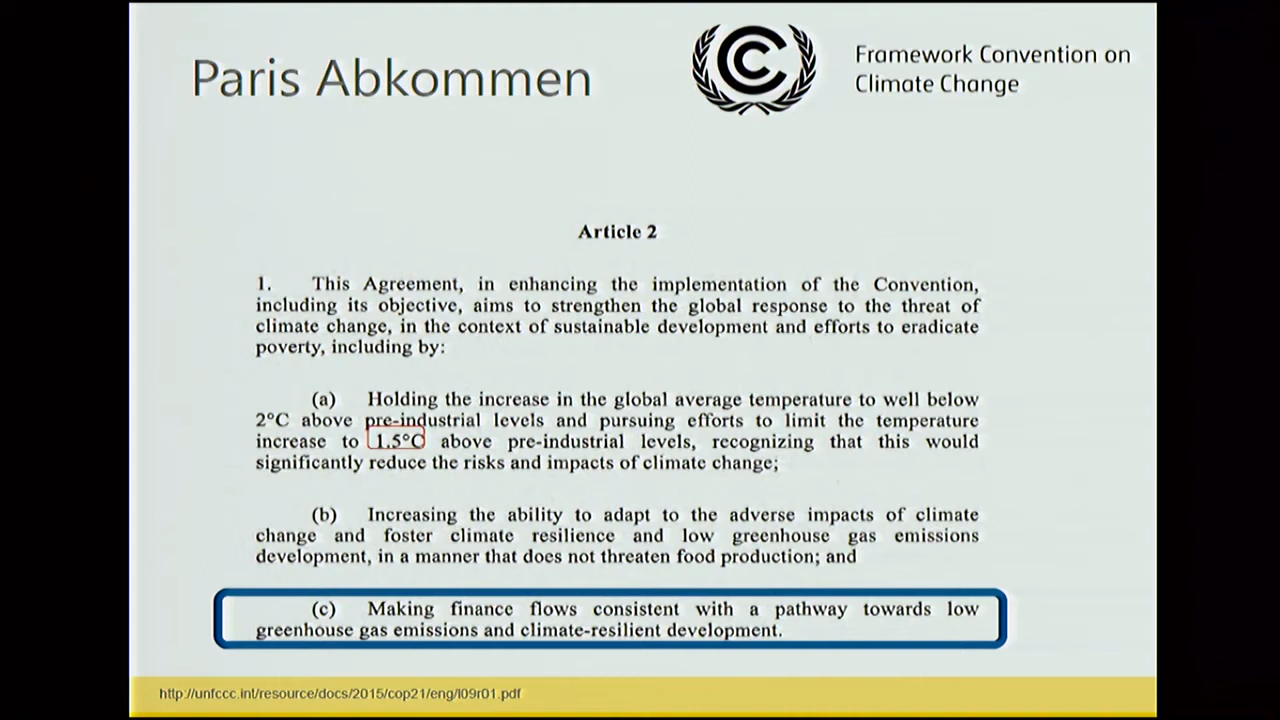 Paris Abkommen
Framework Convention on
Climate Change
Article 2
1. This Agreement, in enhancing the implementation of the Convention,
including its objective, aims to strengthen the global response to the threat of
climate change, in the context of sustainable development and efforts to eradicate
poverty, including by:
(a) Holding the increase in the global average temperature to well below
2°C above pre-industrial levels and pursuing efforts to limit the temperature
increase to 1.5°C above pre-industrial levels, recognizing that this would
significantly reduce the risks and impacts of climate change;
(b) Increasing the ability to adapt to the adverse impacts of climate
change and foster climate resilience and low greenhouse gas emissions
development, in a manner that does not threaten food production; and
(c) Making finance flows consistent with a pathway towards low
greenhouse gas emissions and climate-resilient development.
http://unfccc.int/resource/docs/2015/cop21/eng/l09r01.pdf